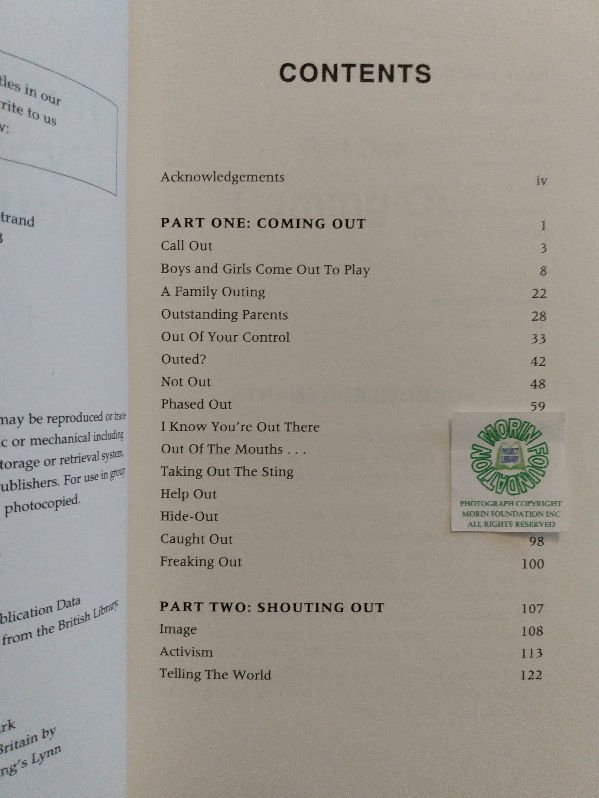 tles in our
rite to us
v:
trand
3
may be reproduced or trans
c or mechanical including
torage or retrieval system,
ublishers. For use in group
photocopied.
blication Data
from the British Library.
rk
Britain by
ng's Lynn
CONTENTS
Acknowledgements iv
PART ONE: COMING OUT 1
Call Out 3
Boys and Girls Come Out To Play 8
A Family Outing 22
Outstanding Parents 28
Out Of Your Control 33
Outed? 42
Not Out 48
Phased Out 59
I Know You're Out There
Out Of The Mouths . . .
Taking Out The Sting
Help Out
Hide-Out
Caught Out 98
Freaking Out 100
PART TWO: SHOUTING OUT 107
Image 108
Activism 113
Telling The World 122
MORIN FOUNDATION
PROJECT
LIBRARY
PHOTOGRAPH COPYRIGHT
MORIN FOUNDATION INC
ALL RIGHTS RESERVED